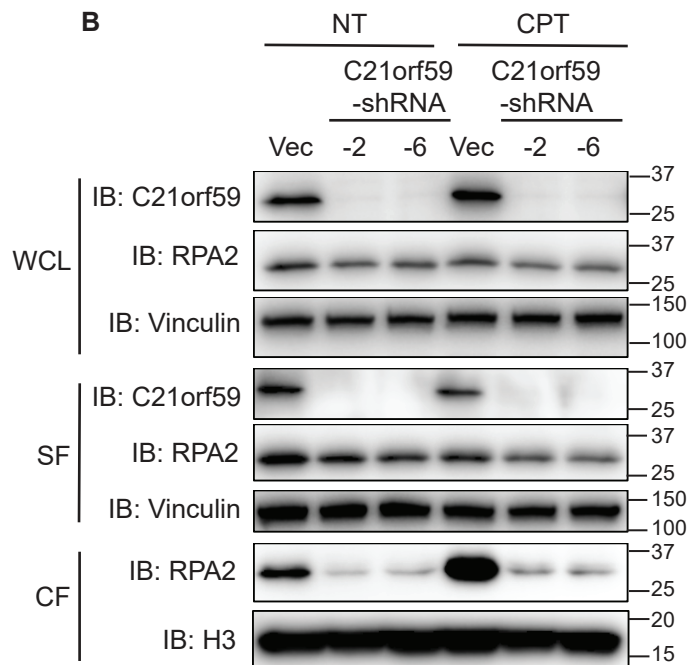 B
NT CPT
C21orf59 C21orf59
-shRNA -shRNA
Vec -2 -6 Vec -2 -6
WCL
IB: C21orf59
37
25
IB: RPA2
37
25
IB: Vinculin
150
100
SF
IB: C21orf59
37
25
IB: RPA2
37
25
IB: Vinculin
150
100
CF
IB: RPA2
37
25
IB: H3
20
15